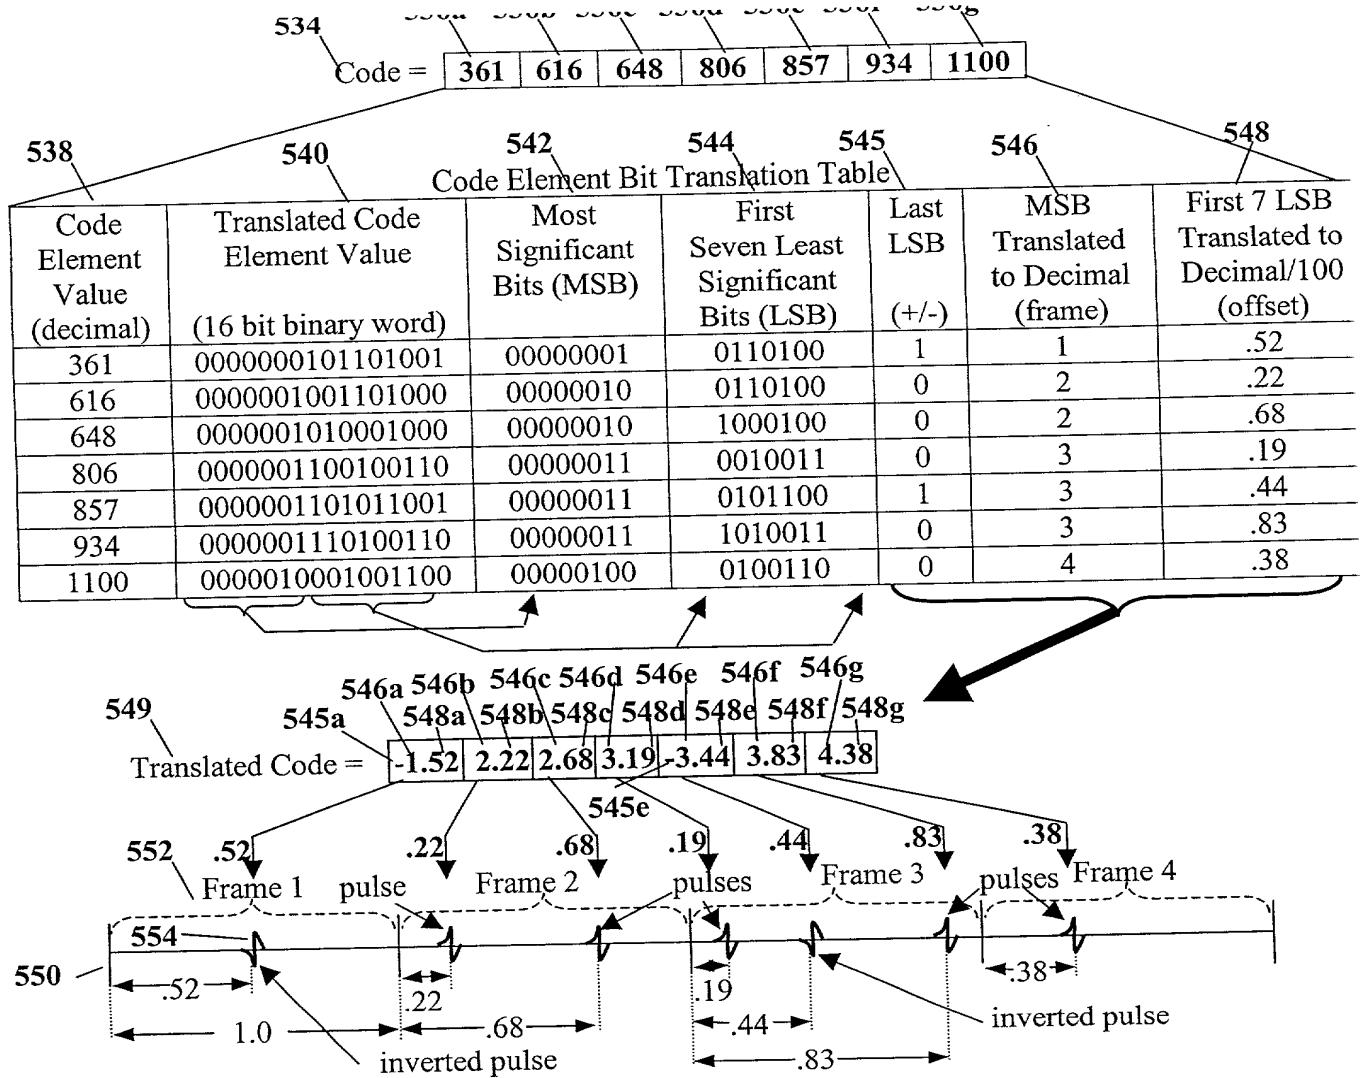 534
536a 536b 536c 536d 536e 536f 536g
Code = 361 616 648 806 857 934 1100
538 540 542 544 545 546 548
Code Element Bit Translation Table
Code Element Value (decimal)
Translated Code Element Value (16 bit binary word)
Most Significant Bits (MSB)
First Seven Least Significant Bits (LSB)
Last LSB (+/-)
MSB Translated to Decimal (frame)
First 7 LSB Translated to Decimal/100 (offset)
361 0000000101101001 00000001 0110100 1 1 .52
616 0000001001101000 00000010 0110100 0 2 .22
648 0000001010001000 00000010 1000100 0 2 .68
806 0000001100100110 00000011 0010011 0 3 .19
857 0000001101011001 00000011 0101100 1 3 .44
934 0000001110100110 00000011 1010011 0 3 .83
1100 0000010001001100 00000100 0100110 0 4 .38
546a 546b 546c 546d 546e 546f 546g
549 545a 548a 548b 548c 548d 548e 548f 548g
Translated Code = -1.52 2.22 2.68 3.19 -3.44 3.83 4.38
545e
552 .52 .22 .68 .19 .44 .83 .38
Frame 1 pulse Frame 2 pulses Frame 3 pulses Frame 4
554
550 .52 .22 .19 .38
1.0 .68 .44 inverted pulse
inverted pulse .83